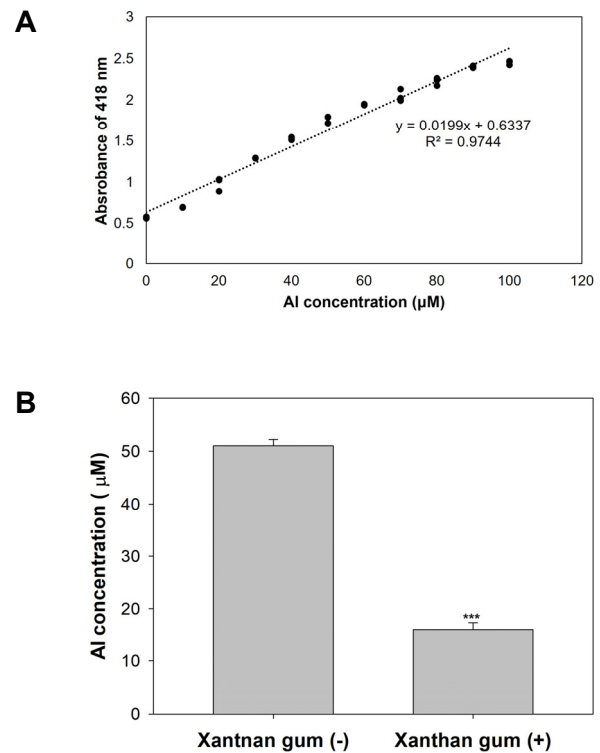 A
3
2.5
2
1.5
1
0.5
0
Absrobance of 418 nm
y = 0.0199x + 0.6337
R² = 0.9744
0 20 40 60 80 100 120
Al concentration (µM)
B
60
50
40
30
20
10
0
Al concentration ( µM)
***
Xantnan gum (-) Xanthan gum (+)